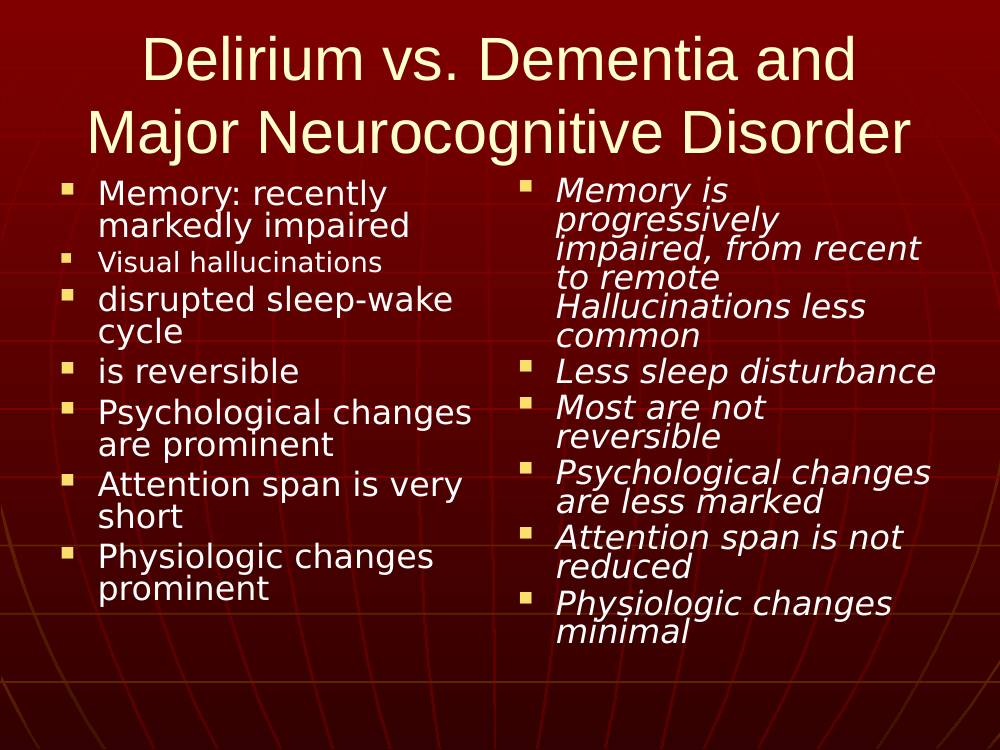 Delirium vs. Dementia and
Major Neurocognitive Disorder
Memory: recently
markedly impaired
Visual hallucinations
disrupted sleep-wake
cycle
is reversible
Psychological changes
are prominent
Attention span is very
short
Physiologic changes
prominent
Memory is
progressively
impaired, from recent
to remote
Hallucinations less
common
Less sleep disturbance
Most are not
reversible
Psychological changes
are less marked
Attention span is not
reduced
Physiologic changes
minimal